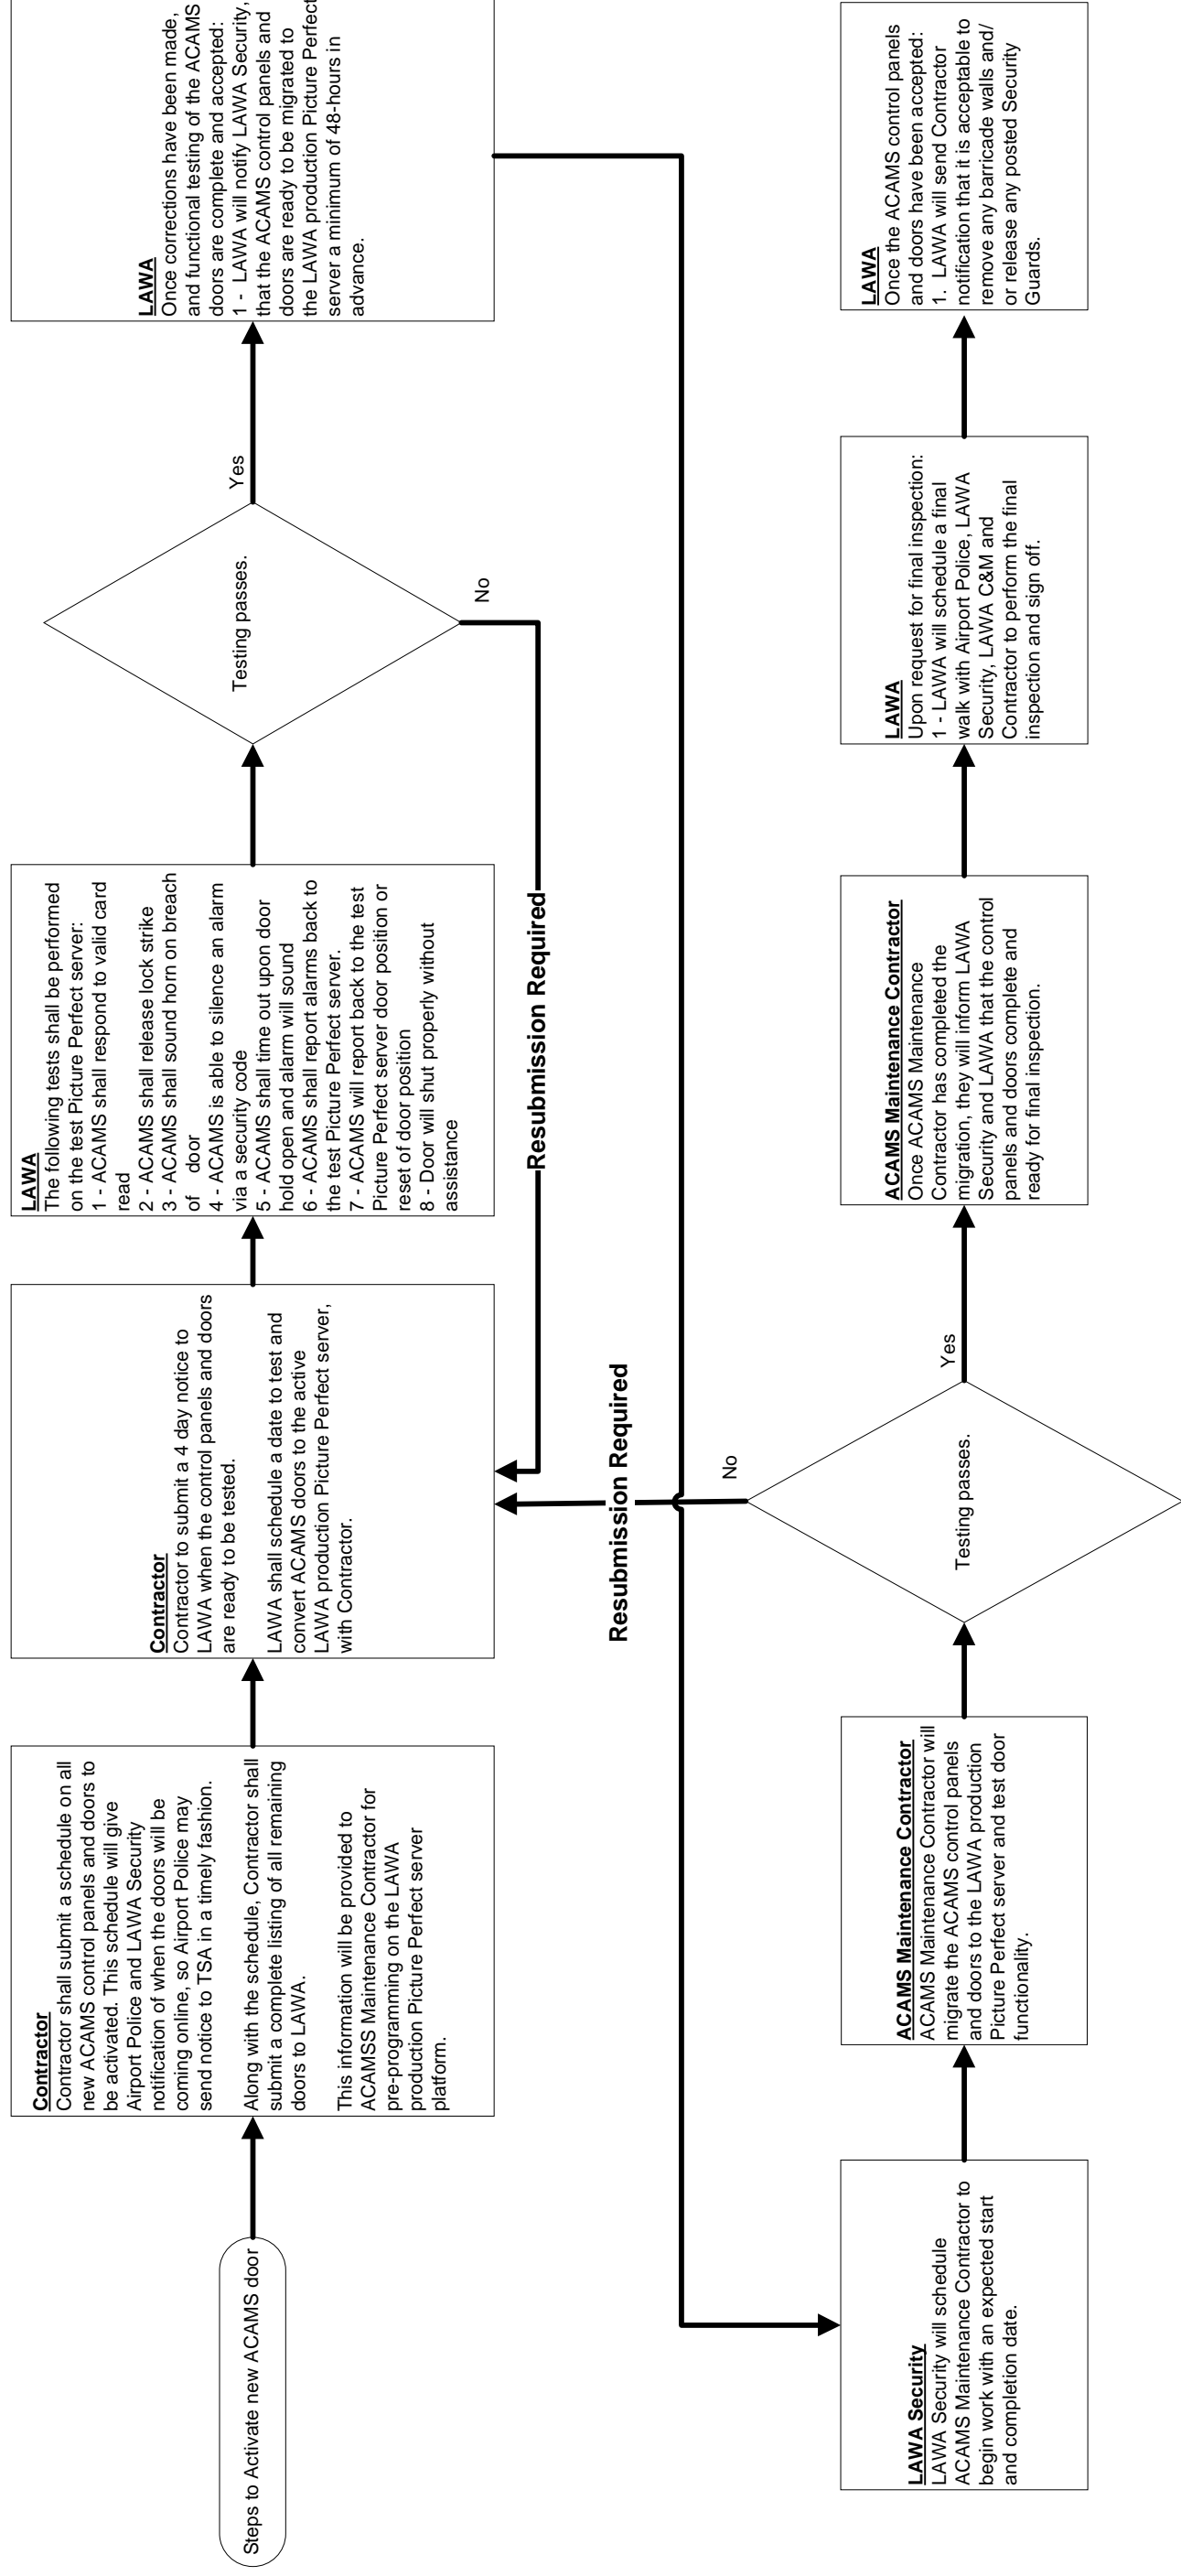 Steps to Activate new ACAMS door
Contractor
Contractor shall submit a schedule on all
new ACAMS control panels and doors to
be activated. This schedule will give
Airport Police and LAWA Security
notification of when the doors will be
coming online, so Airport Police may
send notice to TSA in a timely fashion.
Along with the schedule, Contractor shall
submit a complete listing of all remaining
doors to LAWA.
This information will be provided to
ACAMSS Maintenance Contractor for
pre-programming on the LAWA
production Picture Perfect server
platform.
Contractor
Contractor to submit a 4 day notice to
LAWA when the control panels and doors
are ready to be tested.
LAWA shall schedule a date to test and
convert ACAMS doors to the active
LAWA production Picture Perfect server,
with Contractor.
LAWA
The following tests shall be performed
on the test Picture Perfect server:
1 - ACAMS shall respond to valid card
read
2 - ACAMS shall release lock strike
3 - ACAMS shall sound horn on breach
of door
4 - ACAMS is able to silence an alarm
via a security code
5 - ACAMS shall time out upon door
hold open and alarm will sound
6 - ACAMS shall report alarms back to
the test Picture Perfect server.
7 - ACAMS will report back to the test
Picture Perfect server door position or
reset of door position
8 - Door will shut properly without
assistance
Testing passes.
Yes
No
Resubmission Required
LAWA
Once corrections have been made,
and functional testing of the ACAMS
doors are complete and accepted:
1 - LAWA will notify LAWA Security,
that the ACAMS control panels and
doors are ready to be migrated to
the LAWA production Picture Perfect
server a minimum of 48-hours in
advance.
LAWA Security
LAWA Security will schedule
ACAMS Maintenance Contractor to
begin work with an expected start
and completion date.
ACAMS Maintenance Contractor
ACAMS Maintenance Contractor will
migrate the ACAMS control panels
and doors to the LAWA production
Picture Perfect server and test door
functionality.
Testing passes.
No
Resubmission Required
Yes
ACAMS Maintenance Contractor
Once ACAMS Maintenance
Contractor has completed the
migration, they will inform LAWA
Security and LAWA that the control
panels and doors complete and
ready for final inspection.
LAWA
Upon request for final inspection:
1 - LAWA will schedule a final
walk with Airport Police, LAWA
Security, LAWA C&M and
Contractor to perform the final
inspection and sign off.
LAWA
Once the ACAMS control panels
and doors have been accepted:
1. LAWA will send Contractor
notification that it is acceptable to
remove any barricade walls and/
or release any posted Security
Guards.